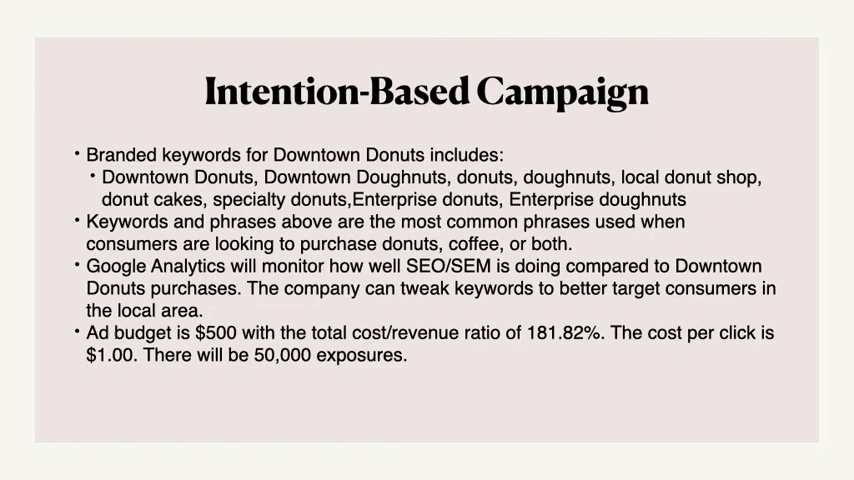 Intention-Based Campaign
• Branded keywords for Downtown Donuts includes:
• Downtown Donuts, Downtown Doughnuts, donuts, doughnuts, local donut shop,
donut cakes, specialty donuts,Enterprise donuts, Enterprise doughnuts
• Keywords and phrases above are the most common phrases used when
consumers are looking to purchase donuts, coffee, or both.
• Google Analytics will monitor how well SEO/SEM is doing compared to Downtown
Donuts purchases. The company can tweak keywords to better target consumers in
the local area.
• Ad budget is $500 with the total cost/revenue ratio of 181.82%. The cost per click is
$1.00. There will be 50,000 exposures.